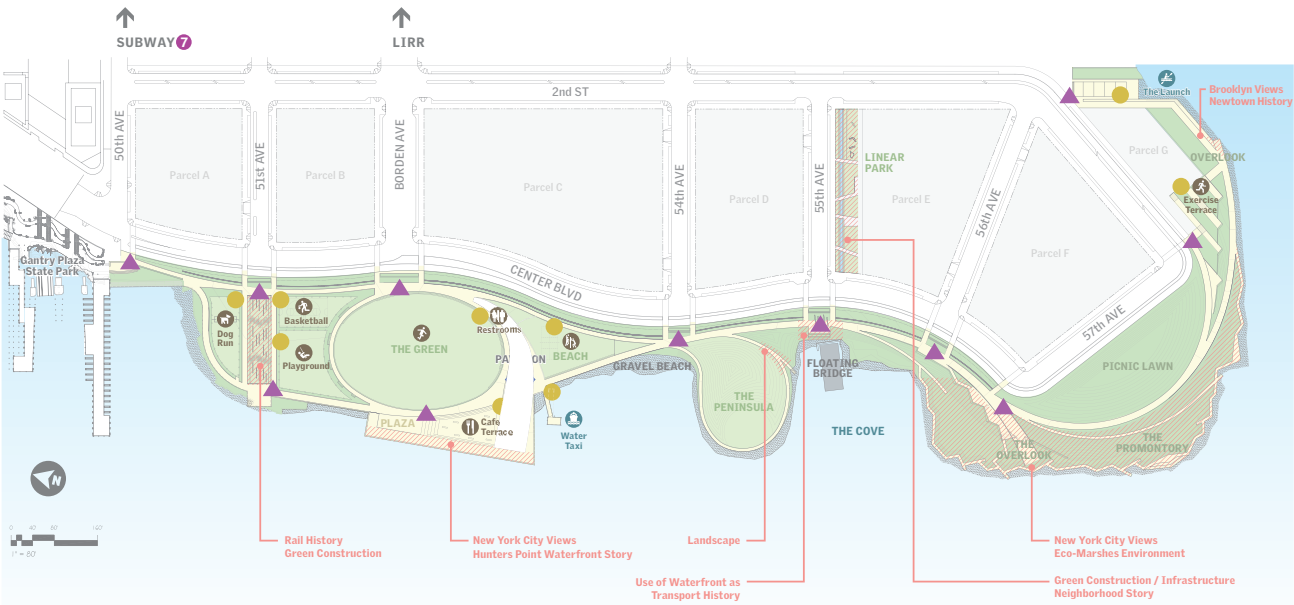 SUBWAY 7
LIRR
2nd ST
50th AVE
51st AVE
BORDEN AVE
54th AVE
55th AVE
56th AVE
57th AVE
CENTER BLVD
Parcel A
Parcel B
Parcel C
Parcel D
Parcel E
Parcel F
Parcel G
LINEAR
PARK
The Launch
Brooklyn Views
Newtown History
OVERLOOK
Exercise
Terrace
Gantry Plaza
State Park
Dog
Run
Basketball
Playground
THE GREEN
Restrooms
BEACH
GRAVEL BEACH
PLAZA
Cafe
Terrace
Water
Taxi
THE
PENINSULA
FLOATING
BRIDGE
THE COVE
PICNIC LAWN
THE
OVERLOOK
THE
PROMONTORY
N
0 40' 80'
1" = 80'
Rail History
Green Construction
New York City Views
Hunters Point Waterfront Story
Landscape
Use of Waterfront as
Transport History
New York City Views
Eco-Marshes Environment
Green Construction / Infrastructure
Neighborhood Story